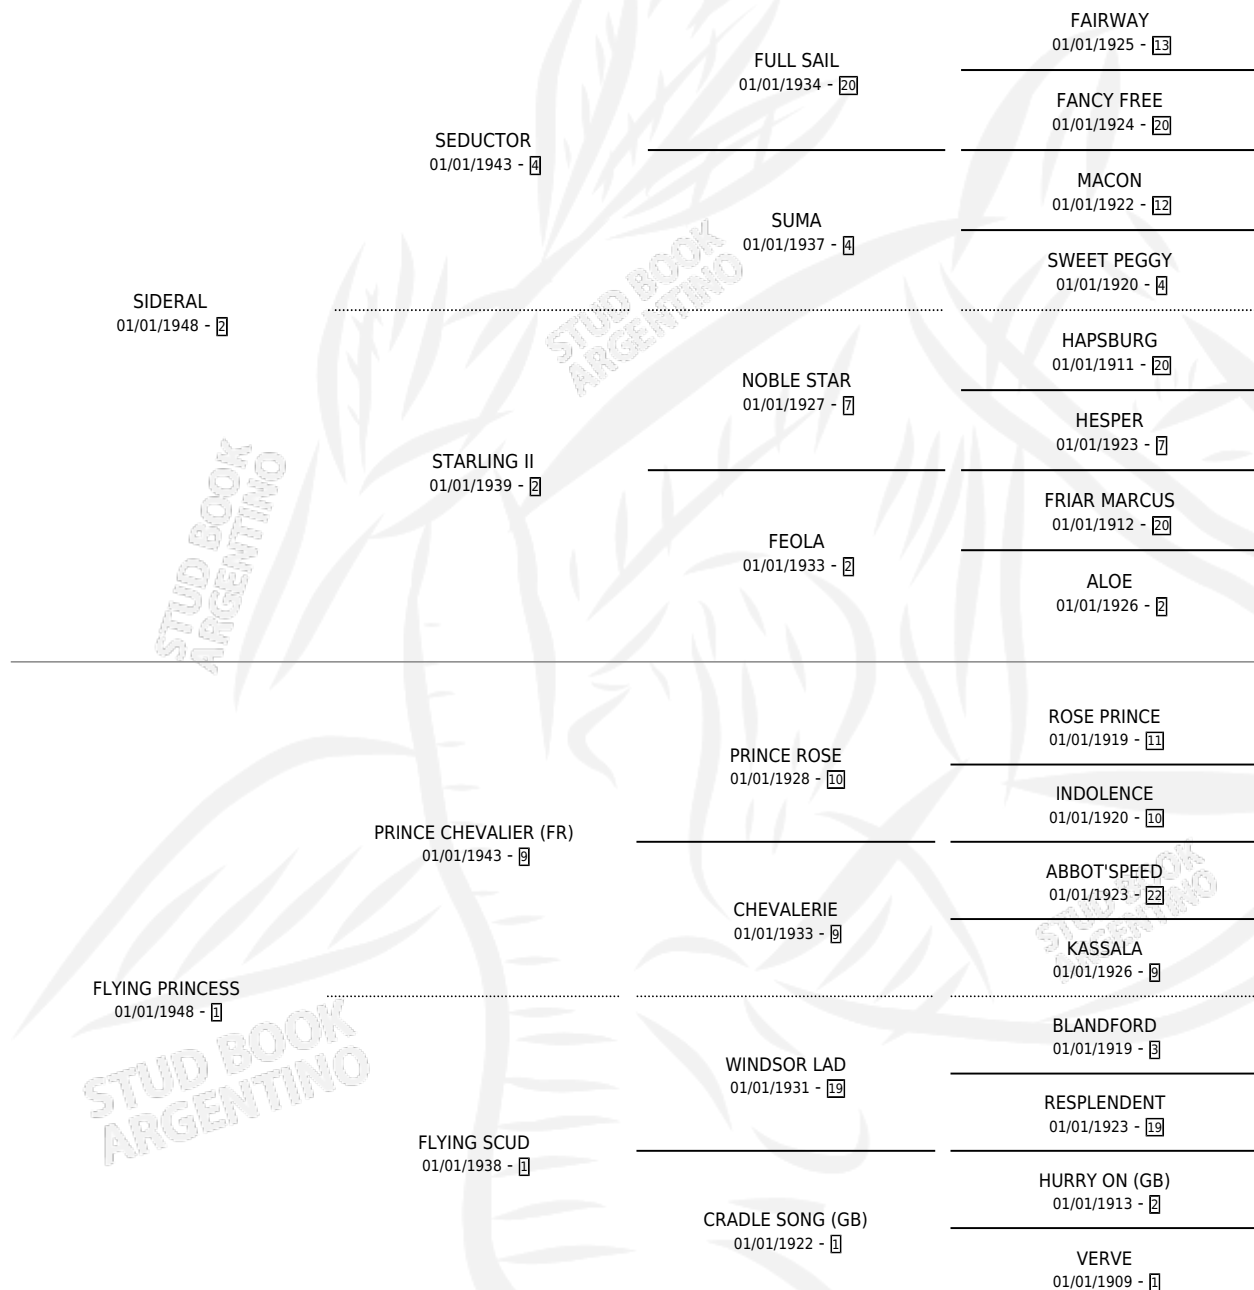 FAIRWAY
01/01/1925 - 13
FULL SAIL
01/01/1934 - 20
FANCY FREE
01/01/1924 - 20
SEDUCTOR
01/01/1943 - 4
MACON
01/01/1922 - 12
SUMA
01/01/1937 - 4
SWEET PEGGY
01/01/1920 - 4
SIDERAL
01/01/1948 - 2
HAPSBURG
01/01/1911 - 20
NOBLE STAR
01/01/1927 - 7
HESPER
01/01/1923 - 7
STARLING II
01/01/1939 - 2
FRIAR MARCUS
01/01/1912 - 20
FEOLA
01/01/1933 - 2
ALOE
01/01/1926 - 2
ROSE PRINCE
01/01/1919 - 11
PRINCE ROSE
01/01/1928 - 10
INDOLENCE
01/01/1920 - 10
PRINCE CHEVALIER (FR)
01/01/1943 - 9
ABBOT'SPEED
01/01/1923 - 22
CHEVALERIE
01/01/1933 - 9
KASSALA
01/01/1926 - 9
FLYING PRINCESS
01/01/1948 - 1
BLANDFORD
01/01/1919 - 3
WINDSOR LAD
01/01/1931 - 19
RESPLENDENT
01/01/1923 - 19
FLYING SCUD
01/01/1938 - 1
HURRY ON (GB)
01/01/1913 - 2
CRADLE SONG (GB)
01/01/1922 - 1
VERVE
01/01/1909 - 1
STUD BOOK
ARGENTINO
STUD BOOK
ARGENTINO
STUD BOOK
ARGENTINO
STUD BOOK
ARGENTINO